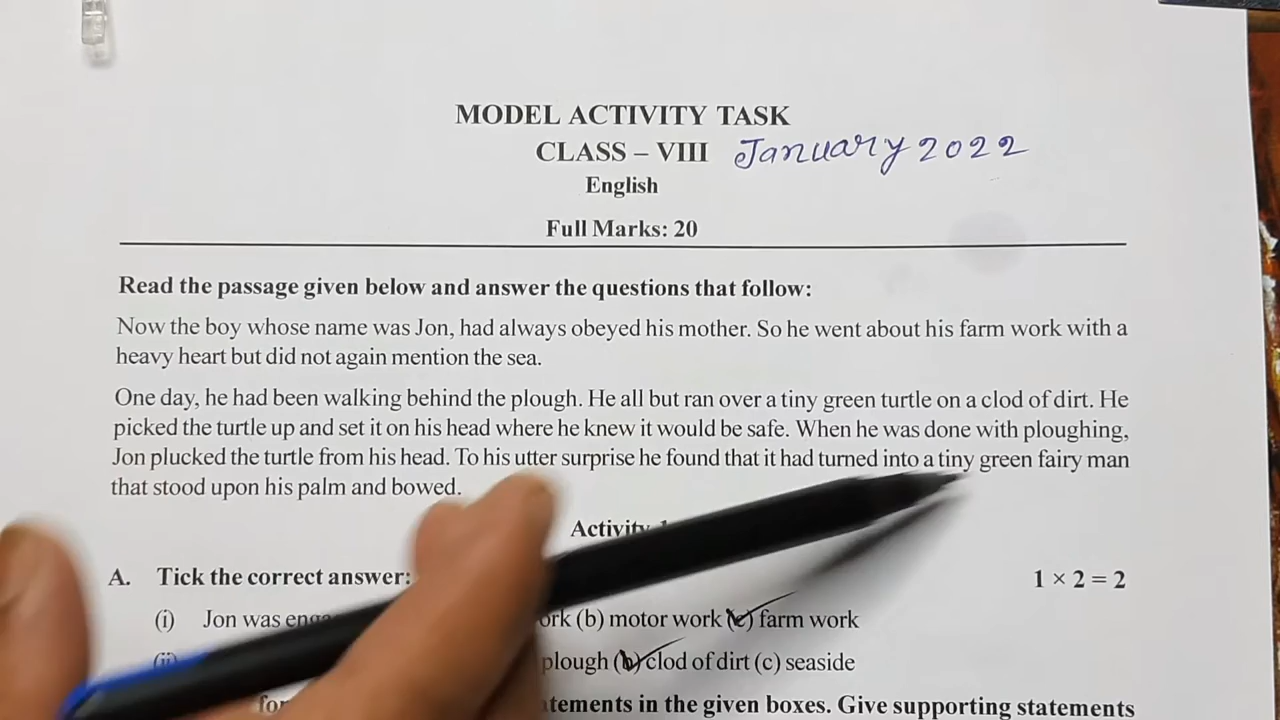 MODEL ACTIVITY TASK
CLASS – VIII January 2022
English
Full Marks: 20
Read the passage given below and answer the questions that follow:
Now the boy whose name was Jon, had always obeyed his mother. So he went about his farm work with a
heavy heart but did not again mention the sea.
One day, he had been walking behind the plough. He all but ran over a tiny green turtle on a clod of dirt. He
picked the turtle up and set it on his head where he knew it would be safe. When he was done with ploughing,
Jon plucked the turtle from his head. To his utter surprise he found that it had turned into a tiny green fairy man
that stood upon his palm and bowed.
Activity
A. Tick the correct answer: 1 × 2 = 2
(i) Jon was (b) motor work (c) farm work
(ii) plough (b) clod of dirt (c) seaside
in the given boxes. Give supporting statements